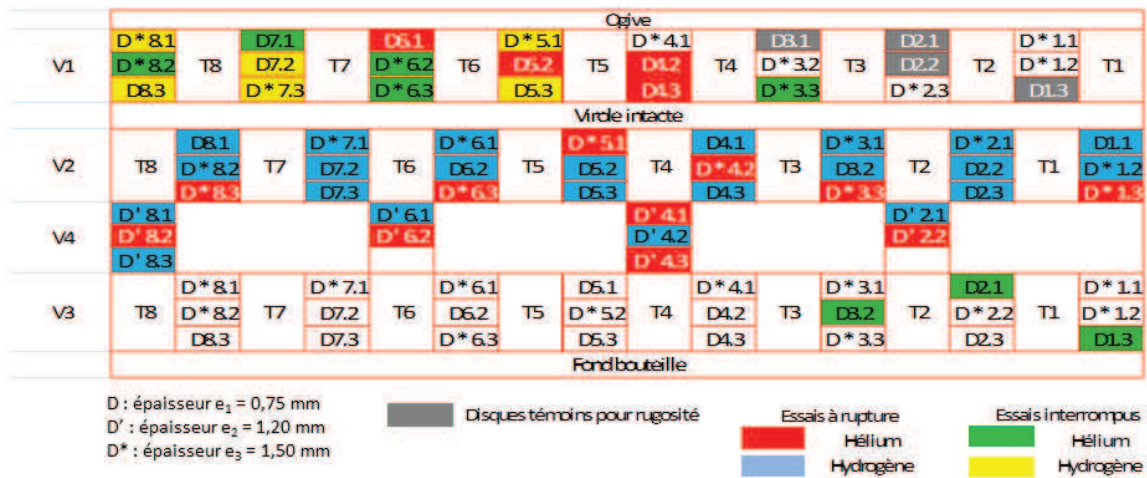 Ogive
V1 D*8.1 T8 D7.1 T7 D6.1 T6 D*5.1 T5 D*4.1 T4 D3.1 T3 D2.1 T2 D*1.1 T1
D*8.2 D7.2 D*6.2 D5.2 D4.2 D*3.2 D2.2 D*1.2
D8.3 D*7.3 D*6.3 D5.3 D4.3 D*3.3 D*2.3 D1.3
Virole intacte
V2 T8 D8.1 T7 D*7.1 T6 D*6.1 T5 D*5.1 T4 D4.1 T3 D*3.1 T2 D*2.1 T1 D1.1
D*8.2 D7.2 D6.2 D5.2 D*4.2 D3.2 D2.2 D*1.2
D*8.3 D7.3 D*6.3 D5.3 D4.3 D*3.3 D2.3 D*1.3
V4 D'8.1 D'6.1 D'4.1 D'2.1
D'8.2 D'6.2 D'4.2 D'2.2
D'8.3 D'4.3
V3 T8 D*8.1 T7 D*7.1 T6 D*6.1 T5 D5.1 T4 D*4.1 T3 D*3.1 T2 D2.1 T1 D*1.1
D*8.2 D7.2 D6.2 D*5.2 D4.2 D3.2 D*2.2 D*1.2
D8.3 D7.3 D*6.3 D5.3 D4.3 D*3.3 D2.3 D1.3
Fond bouteille
D : épaisseur e1 = 0,75 mm
D' : épaisseur e2 = 1,20 mm
D* : épaisseur e3 = 1,50 mm
Disques témoins pour rugosité
Essais à rupture
Hélium
Hydrogène
Essais interrompus
Hélium
Hydrogène